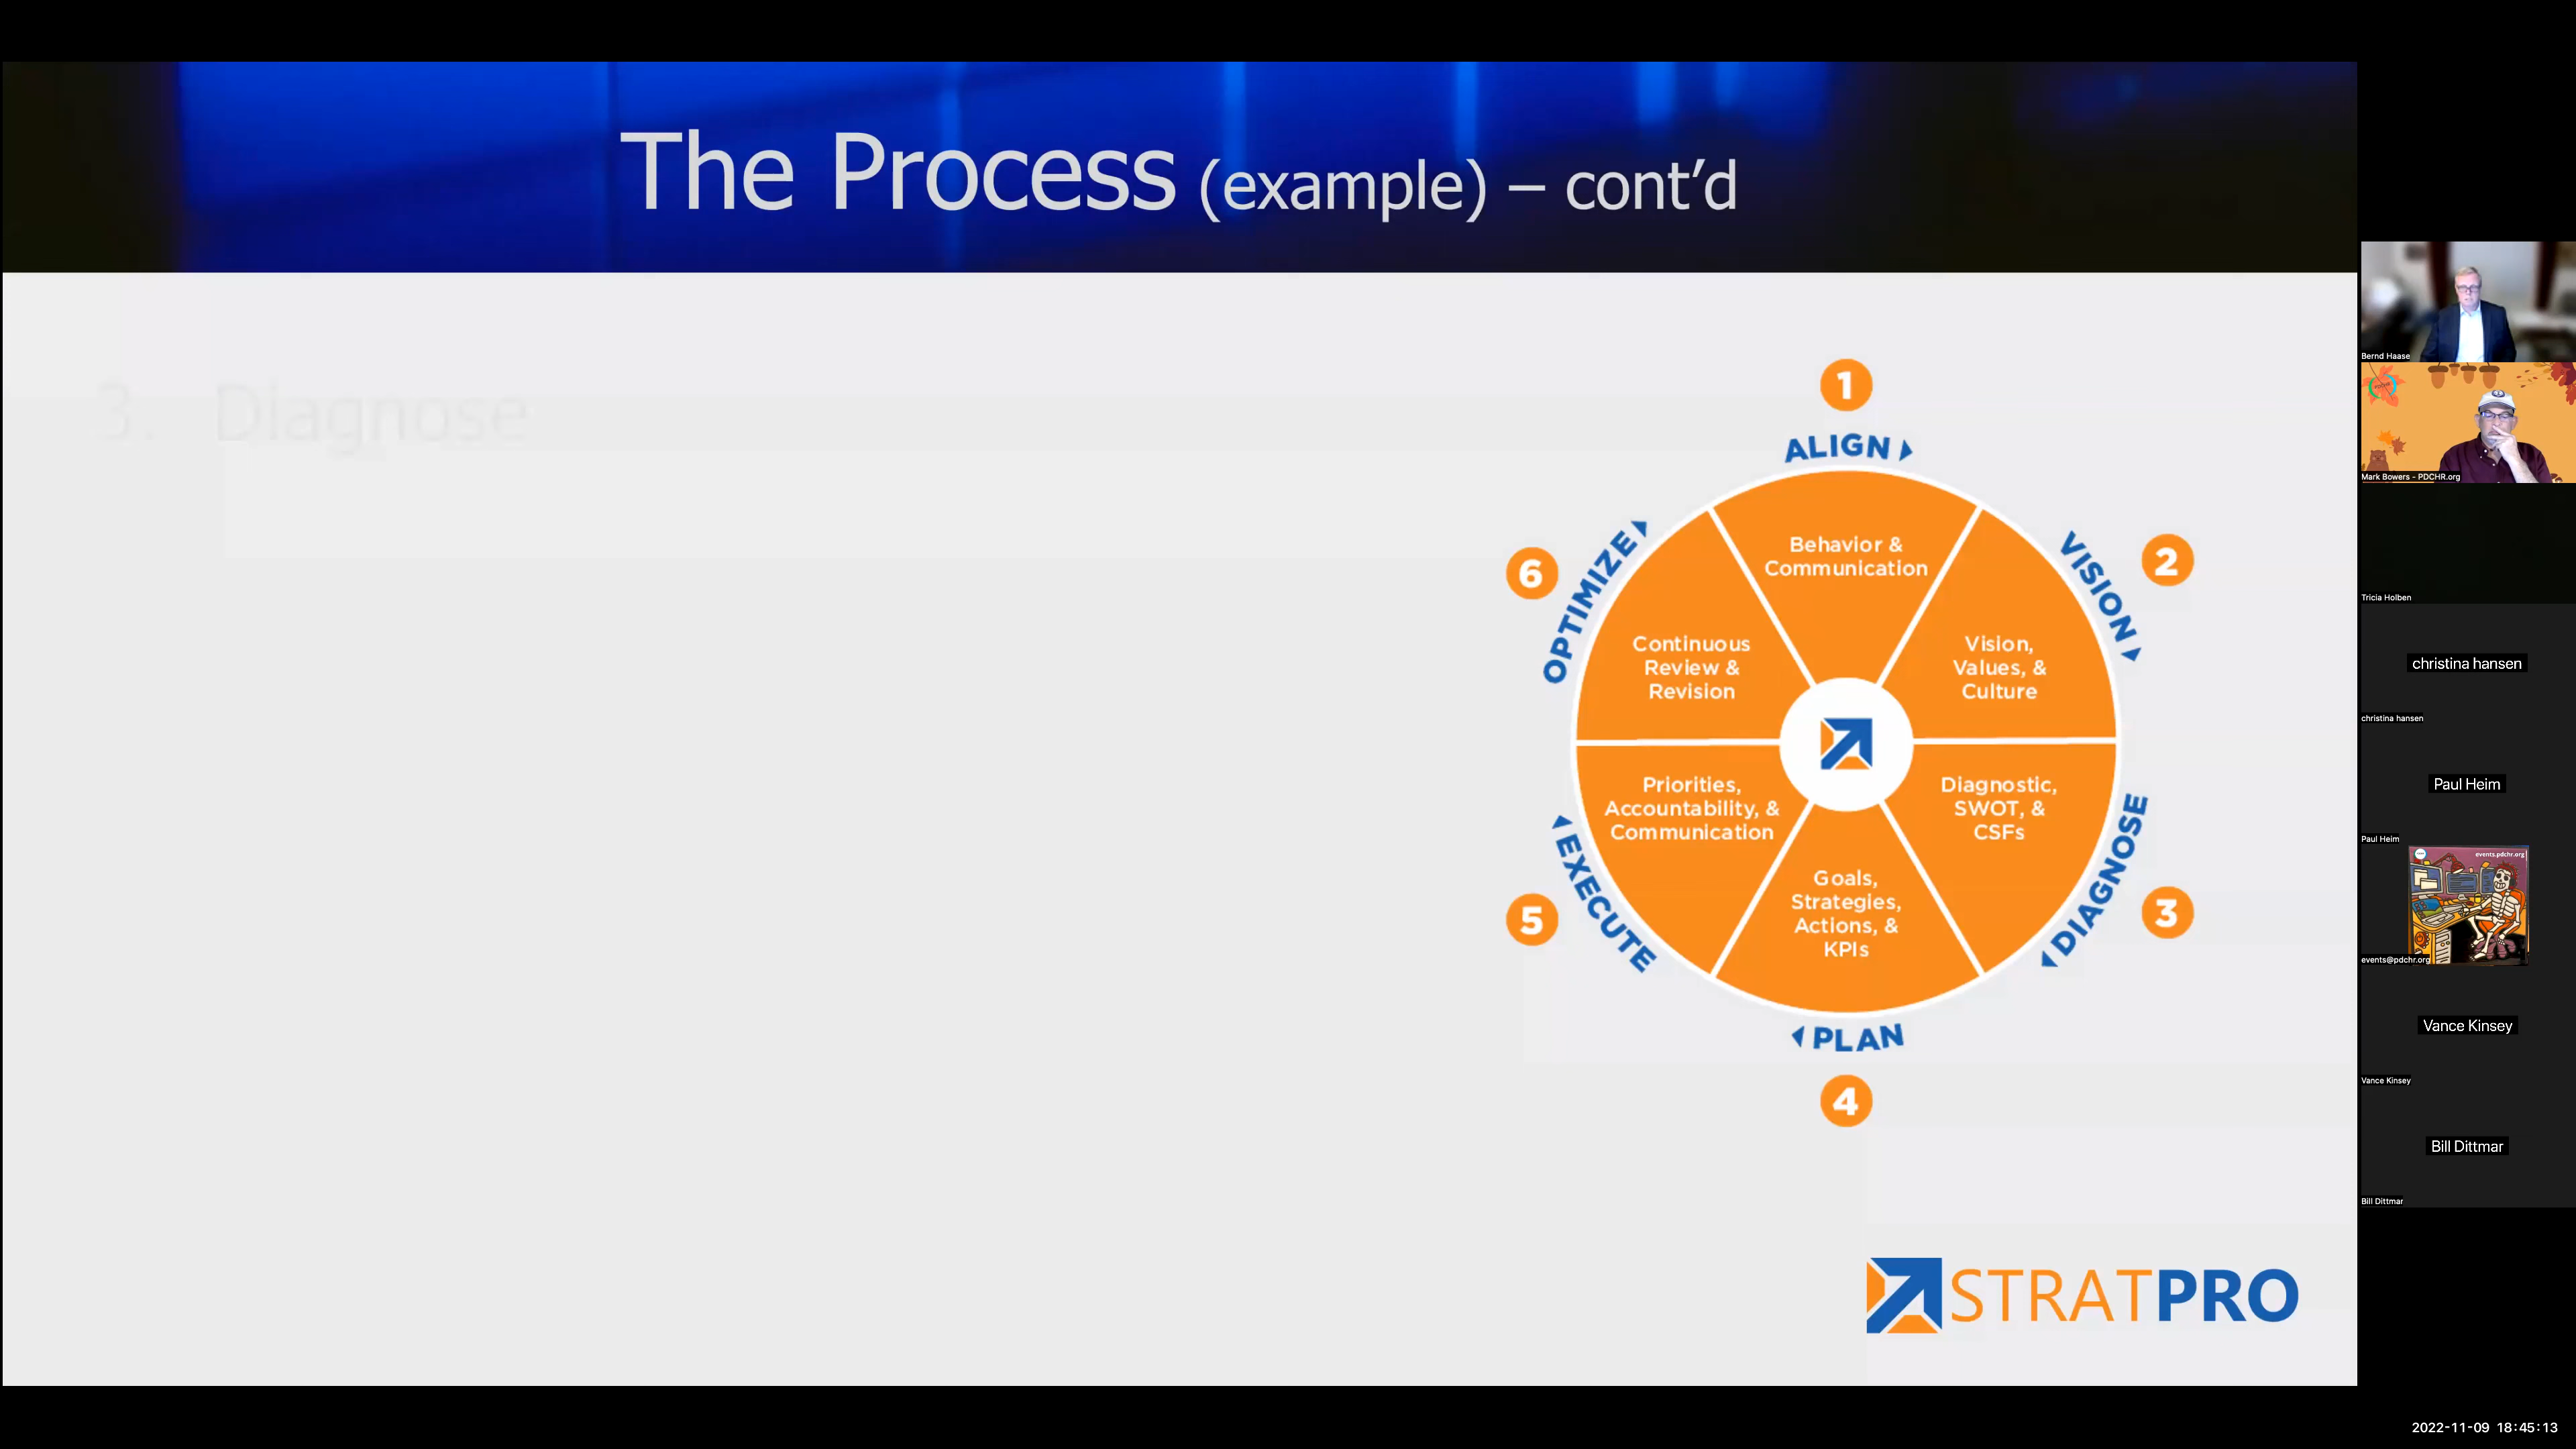 The Process (example) – cont'd
3. Diagnose
1
ALIGN
Behavior &
Communication
2
VISION
Vision,
Values, &
Culture
3
DIAGNOSE
Diagnostic,
SWOT, &
CSFs
4
PLAN
Goals,
Strategies,
Actions, &
KPIs
5
EXECUTE
Priorities,
Accountability, &
Communication
6
OPTIMIZE
Continuous
Review &
Revision
STRATPRO
Bernd Haase
Mark Bowers - PDCHR.org
Tricia Holben
christina hansen
christina hansen
Paul Heim
Paul Heim
events.pdchr.org
events@pdchr.org
Vance Kinsey
Vance Kinsey
Bill Dittmar
Bill Dittmar
2022-11-09 18:45:13